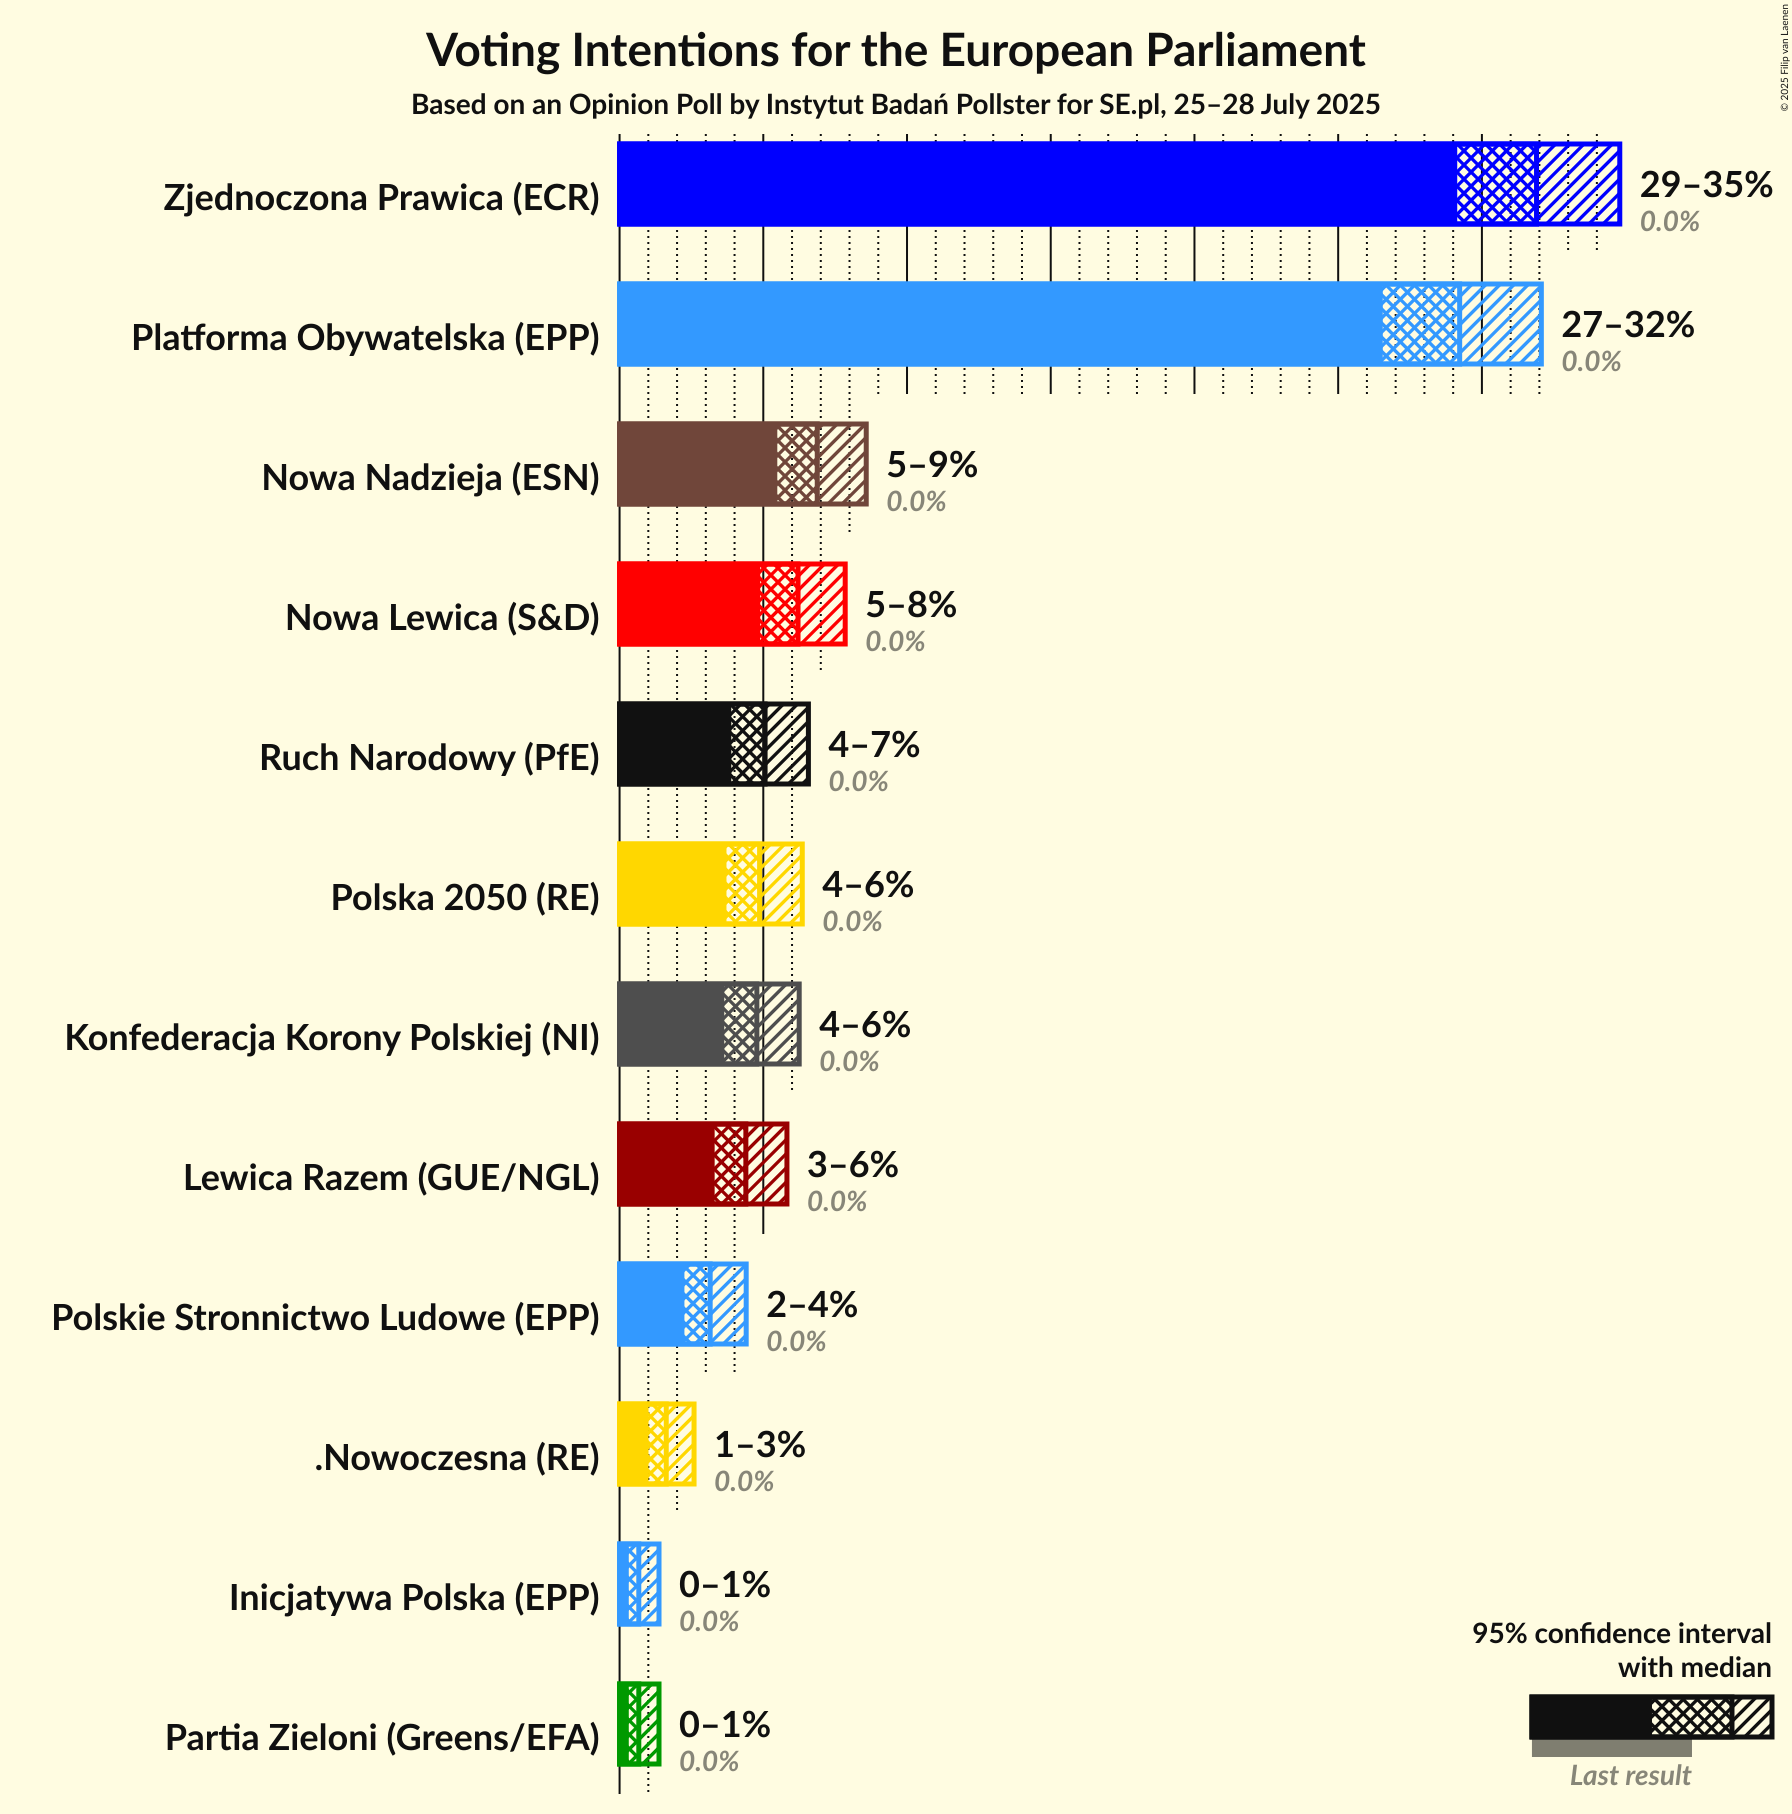 Voting Intentions for the European Parliament
Based on an Opinion Poll by Instytut Badań Pollster for SE.pl, 25–28 July 2025
© 2025 Filip van Laenen
Zjednoczona Prawica (ECR)
29–35%
0.0%
Platforma Obywatelska (EPP)
27–32%
0.0%
Nowa Nadzieja (ESN)
5–9%
0.0%
Nowa Lewica (S&D)
5–8%
0.0%
Ruch Narodowy (PfE)
4–7%
0.0%
Polska 2050 (RE)
4–6%
0.0%
Konfederacja Korony Polskiej (NI)
4–6%
0.0%
Lewica Razem (GUE/NGL)
3–6%
0.0%
Polskie Stronnictwo Ludowe (EPP)
2–4%
0.0%
.Nowoczesna (RE)
1–3%
0.0%
Inicjatywa Polska (EPP)
0–1%
0.0%
Partia Zieloni (Greens/EFA)
0–1%
0.0%
95% confidence interval
with median
Last result